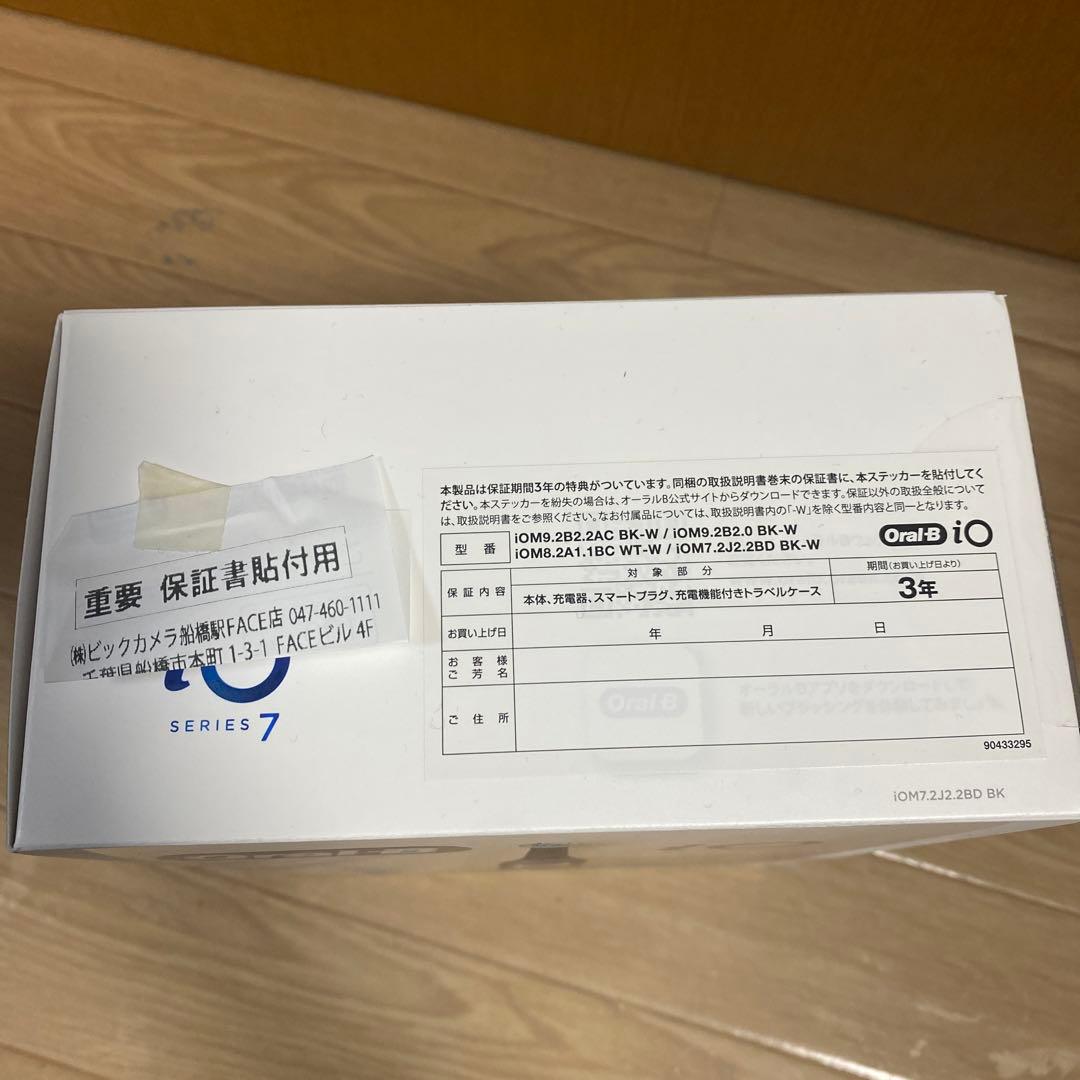 重要 保証書貼付用
㈱ビックカメラ船橋駅FACE店 047-460-1111
千葉県船橋市本町1-3-1 FACEビル 4F
iO
SERIES 7
本製品は保証期間3年の特典がついています。同梱の取扱説明書巻末の保証書に、本ステッカーを貼付してく
ださい。本ステッカーを紛失の場合は、オーラルB公式サイトからダウンロードできます。保証以外の取扱全般について
は、取扱説明書をご参照ください。なお付属品については、取扱説明書内の「-W」を除く型番内容と同一となります。
型番 iOM9.2B2.2AC BK-W / iOM9.2B2.0 BK-W
iOM8.2A1.1BC WT-W / iOM7.2J2.2BD BK-W
Oral-B iO
保証内容 対象部分 期間(お買い上げ日より)
本体、充電器、スマートプラグ、充電機能付きトラベルケース 3年
お買い上げ日 年 月 日
お客様
ご芳名
ご住所
90433295
iOM7.2J2.2BD BK